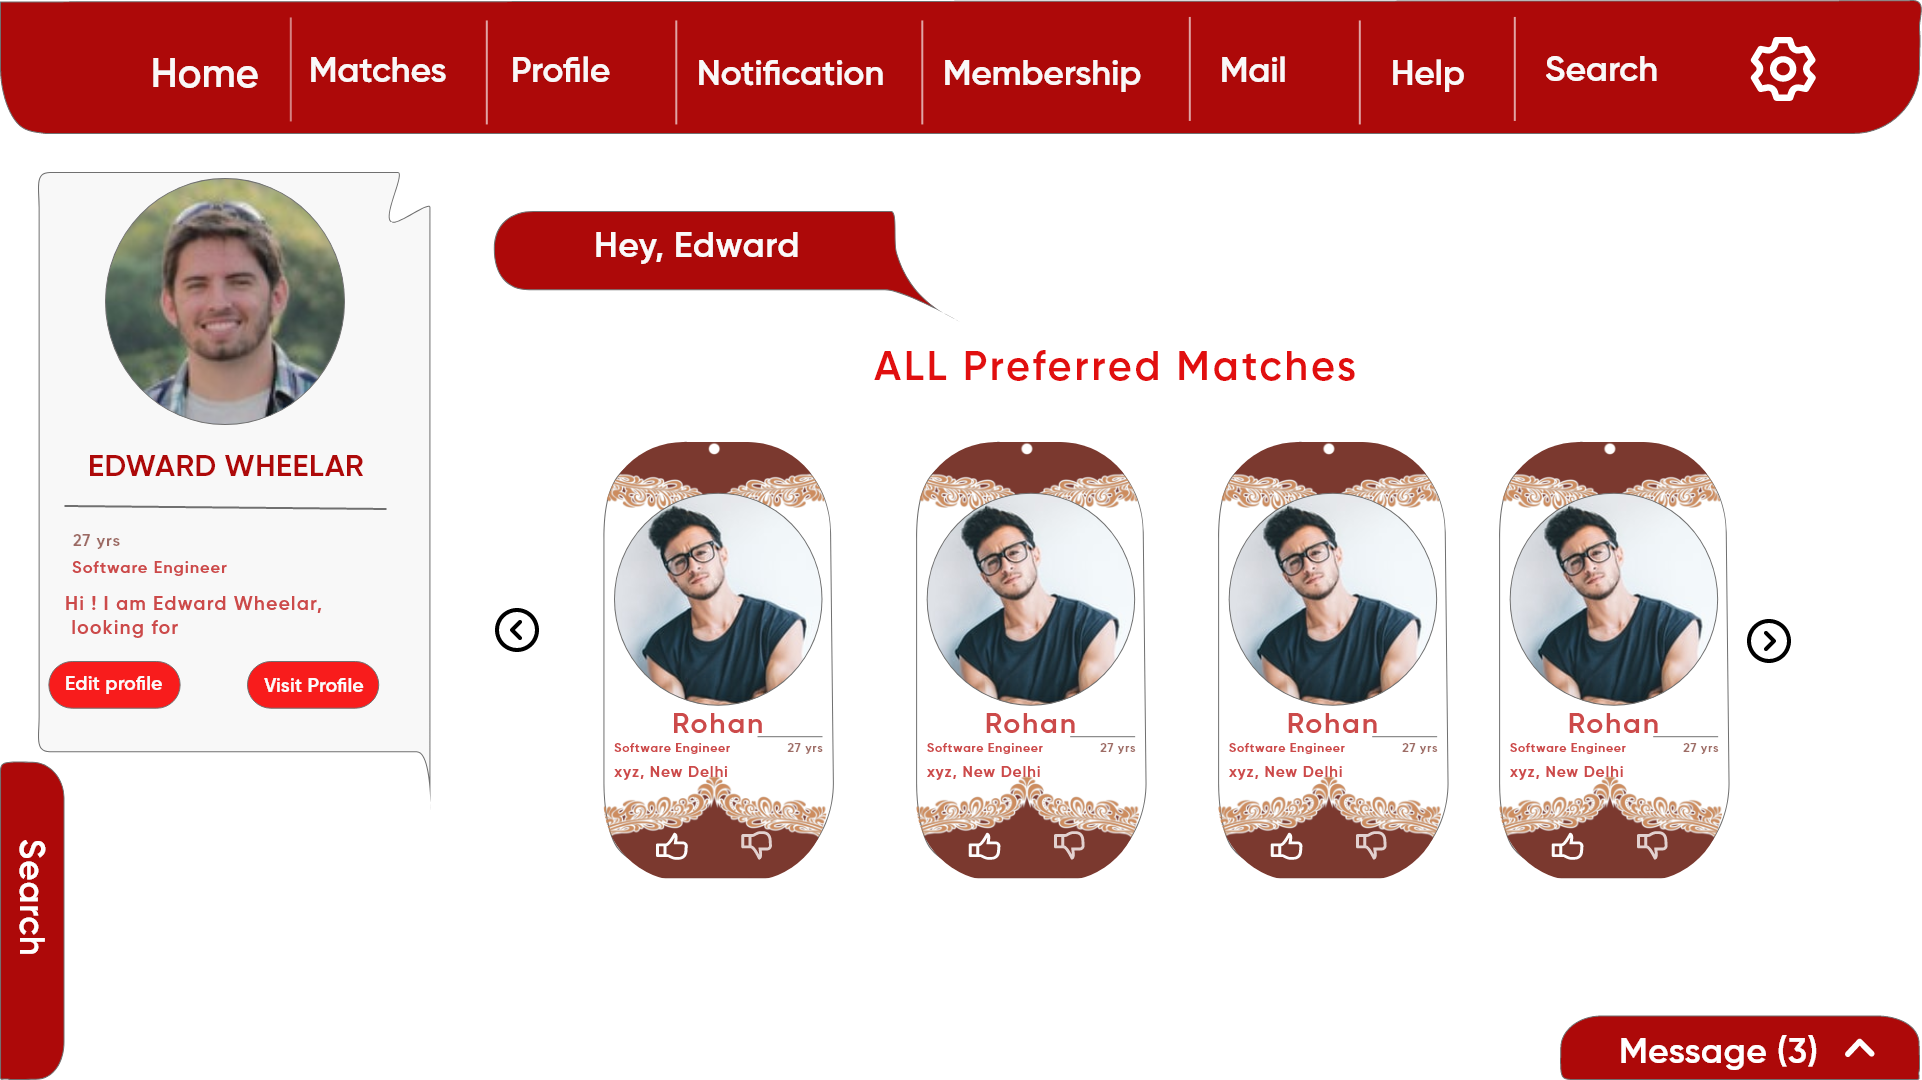 Home
Matches
Profile
Notification
Membership
Mail
Help
Search
Hey, Edward
ALL Preferred Matches
EDWARD WHEELAR
27 yrs
Software Engineer
Hi ! I am Edward Wheelar,
looking for
Edit profile
Visit Profile
Rohan
Software Engineer
27 yrs
xyz, New Delhi
Rohan
Software Engineer
27 yrs
xyz, New Delhi
Rohan
Software Engineer
27 yrs
xyz, New Delhi
Rohan
Software Engineer
27 yrs
xyz, New Delhi
Search
Message (3)